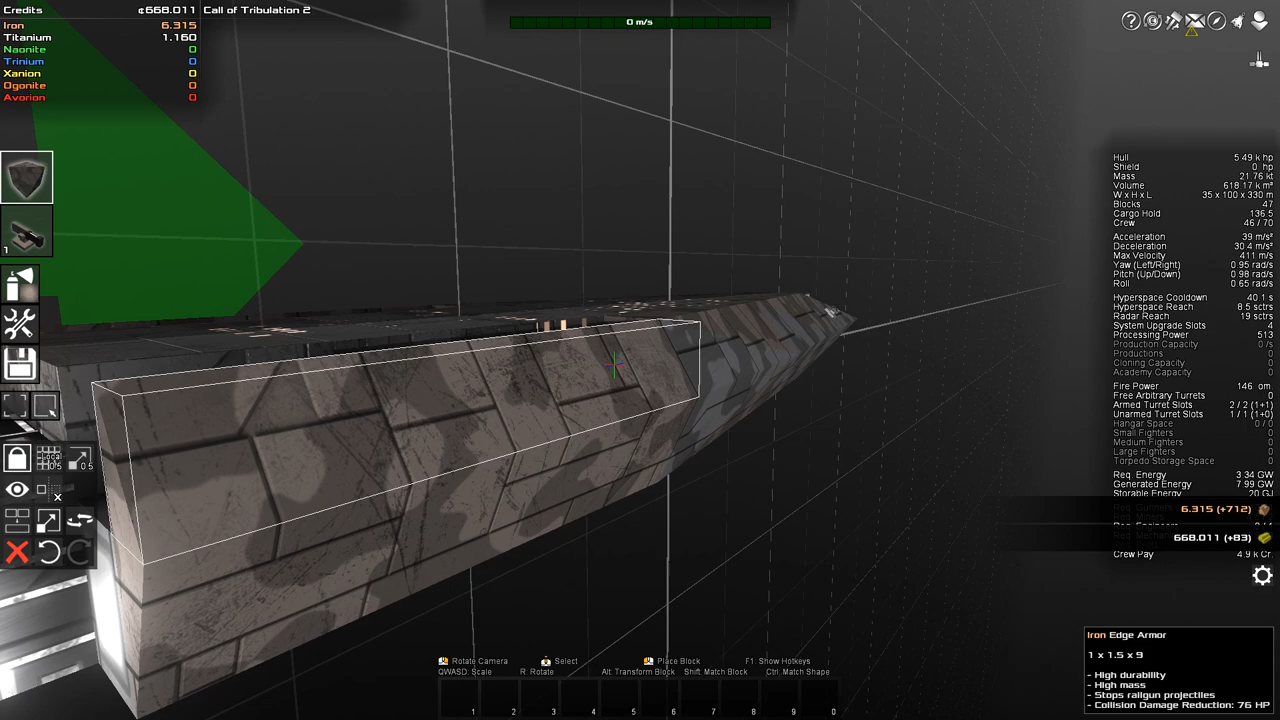 Credits ¢668.011 Call of Tribulation 2
Iron 6.315
Titanium 1.160
Naonite 0
Trinium 0
Xanion 0
Ogonite 0
Avorion 0
0 m/s
1
Local
0.5
0.5
x
Hull 5.49 k hp
Shield 0 hp
Mass 21.76 kt
Volume 618.17 k m³
W x H x L 35 x 100 x 330 m
Blocks 47
Cargo Hold 136.5
Crew 46 / 70
Acceleration 39 m/s²
Deceleration 30.4 m/s²
Max Velocity 411 m/s
Yaw (Left/Right) 0.95 rad/s
Pitch (Up/Down) 0.98 rad/s
Roll 0.65 rad/s
Hyperspace Cooldown 40.1 s
Hyperspace Reach 8.5 sctrs
Radar Reach 19 sctrs
System Upgrade Slots 4
Processing Power 513
Production Capacity 0 /s
Productions 0
Cloning Capacity 0
Academy Capacity 0
Fire Power 146 om.
Free Arbitrary Turrets 0
Armed Turret Slots 2 / 2 (1+1)
Unarmed Turret Slots 1 / 1 (1+0)
Hangar Space 0 / 0
Small Fighters 0
Medium Fighters 0
Large Fighters 0
Torpedo Storage Space 0
Req. Energy 3.34 GW
Generated Energy 7.99 GW
Storable Energy 20 GJ
6.315 (+712)
668.011 (+83)
Crew Pay 4.9 k Cr.
Iron Edge Armor
1 x 1.5 x 9
- High durability
- High mass
- Stops railgun projectiles
- Collision Damage Reduction: 76 HP
Rotate Camera Select Place Block F1: Show Hotkeys
QWASD: Scale R: Rotate Alt: Transform Block Shift: Match Block Ctrl: Match Shape
1 2 3 4 5 6 7 8 9 0